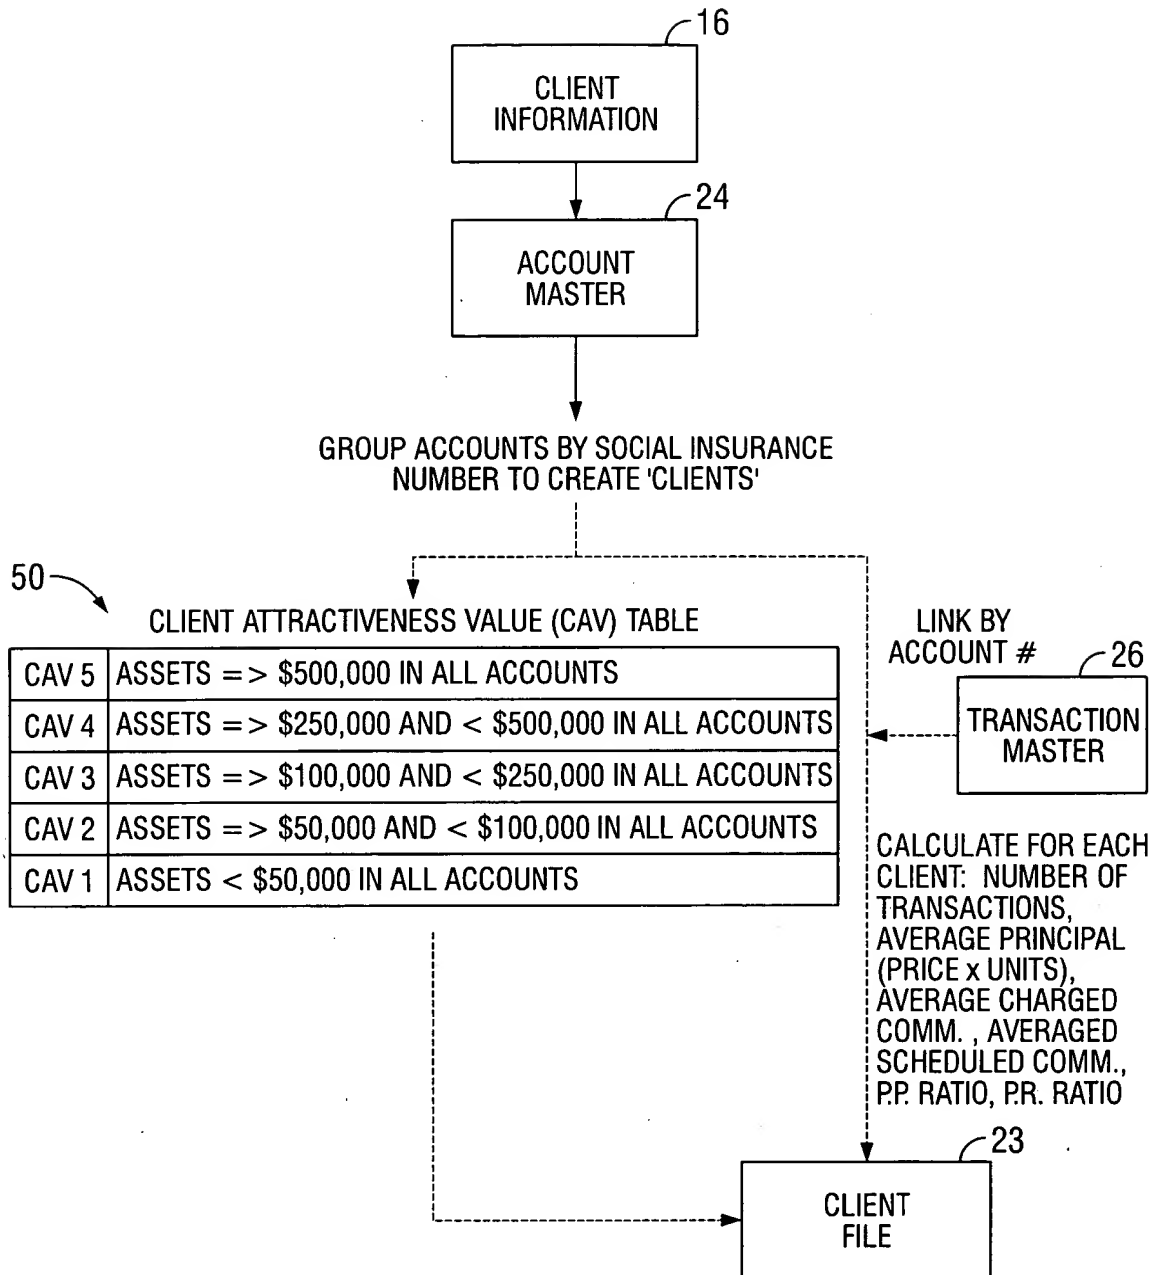 16
CLIENT
INFORMATION
24
ACCOUNT
MASTER
GROUP ACCOUNTS BY SOCIAL INSURANCE
NUMBER TO CREATE 'CLIENTS'
50
CLIENT ATTRACTIVENESS VALUE (CAV) TABLE
CAV 5 ASSETS = > $500,000 IN ALL ACCOUNTS
CAV 4 ASSETS = > $250,000 AND < $500,000 IN ALL ACCOUNTS
CAV 3 ASSETS = > $100,000 AND < $250,000 IN ALL ACCOUNTS
CAV 2 ASSETS = > $50,000 AND < $100,000 IN ALL ACCOUNTS
CAV 1 ASSETS < $50,000 IN ALL ACCOUNTS
LINK BY
ACCOUNT #
26
TRANSACTION
MASTER
CALCULATE FOR EACH
CLIENT: NUMBER OF
TRANSACTIONS,
AVERAGE PRINCIPAL
(PRICE x UNITS),
AVERAGE CHARGED
COMM. , AVERAGED
SCHEDULED COMM.,
P.P. RATIO, P.R. RATIO
23
CLIENT
FILE